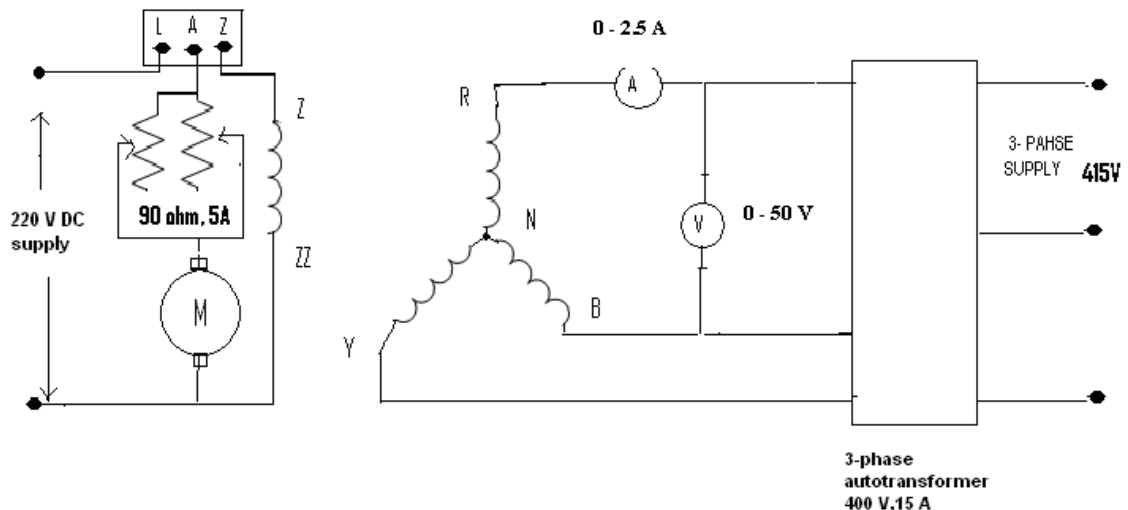 L A Z
Z
90 ohm, 5A
220 V DC
supply
ZZ
M
0 - 2.5 A
R
A
N
V
0 - 50 V
B
Y
3- PAHSE
SUPPLY
415V
3-phase
autotransformer
400 V,15 A